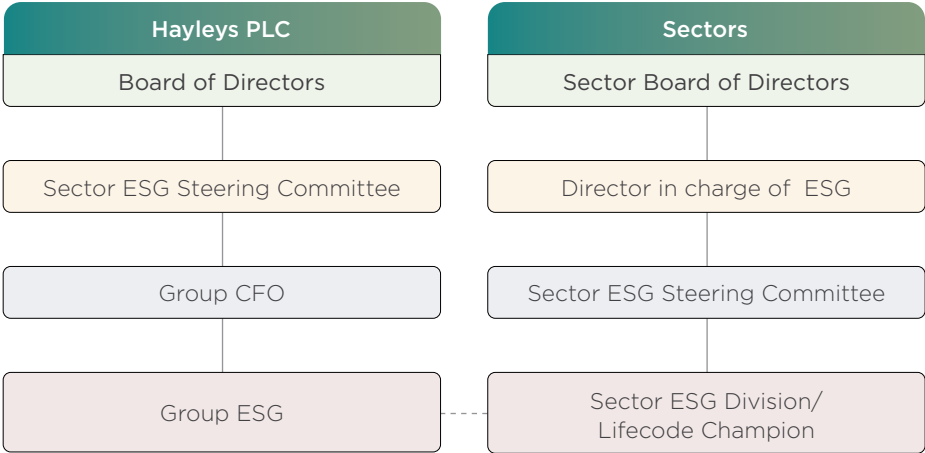 Hayleys PLC
Board of Directors
Sector ESG Steering Committee
Group CFO
Group ESG
Sectors
Sector Board of Directors
Director in charge of ESG
Sector ESG Steering Committee
Sector ESG Division/
Lifecode Champion